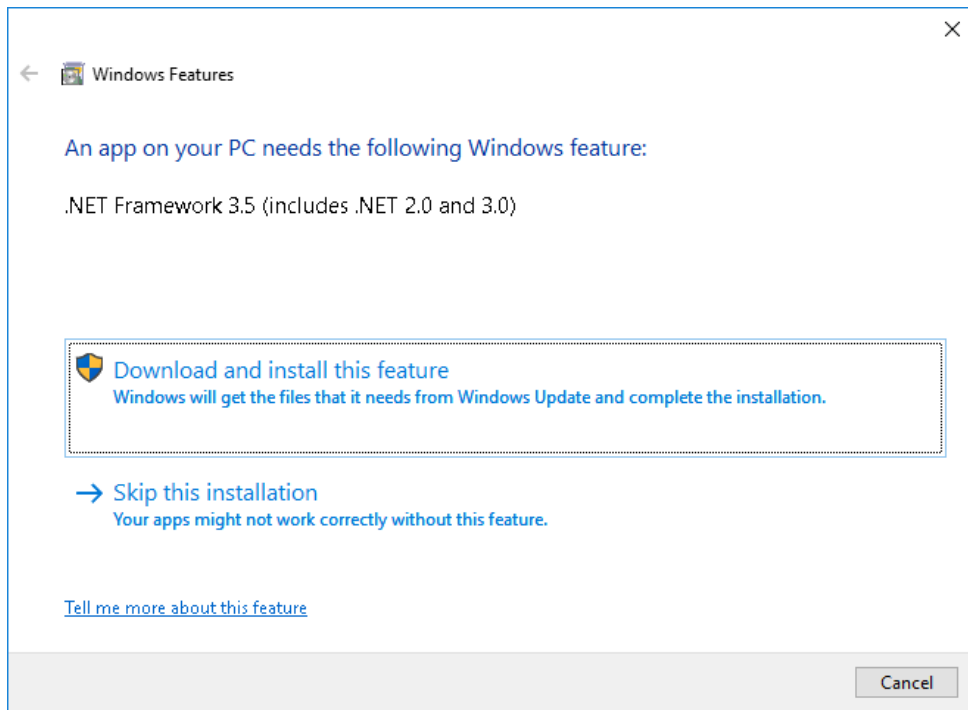 Windows Features
An app on your PC needs the following Windows feature:
.NET Framework 3.5 (includes .NET 2.0 and 3.0)
Download and install this feature
Windows will get the files that it needs from Windows Update and complete the installation.
Skip this installation
Your apps might not work correctly without this feature.
Tell me more about this feature
Cancel